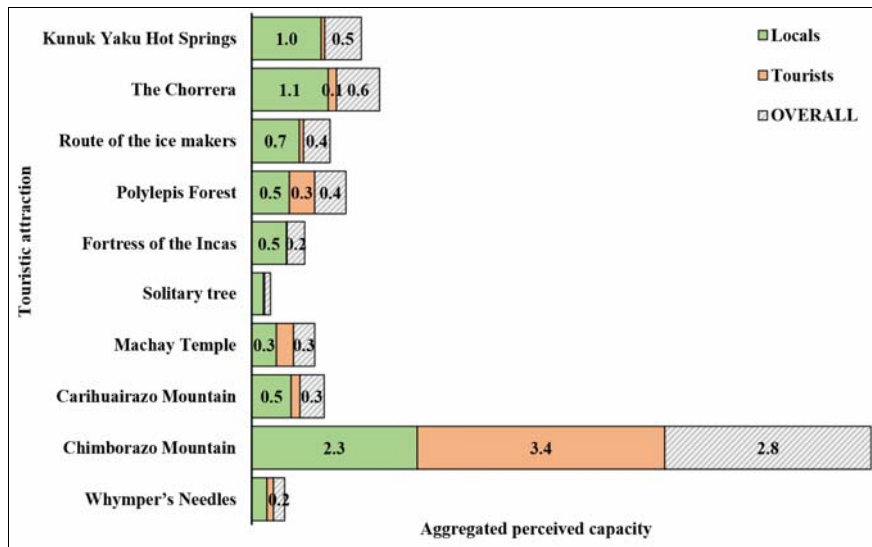 Kunuk Yaku Hot Springs 1.0 0.5
The Chorrera 1.1 0.1 0.6
Route of the ice makers 0.7 0.4
Polylepis Forest 0.5 0.3 0.4
Fortress of the Incas 0.5 0.2
Solitary tree
Machay Temple 0.3 0.3
Carihuairazo Mountain 0.5 0.3
Chimborazo Mountain 2.3 3.4 2.8
Whymper's Needles 0.2
Touristic attraction
Aggregated perceived capacity
Locals
Tourists
OVERALL